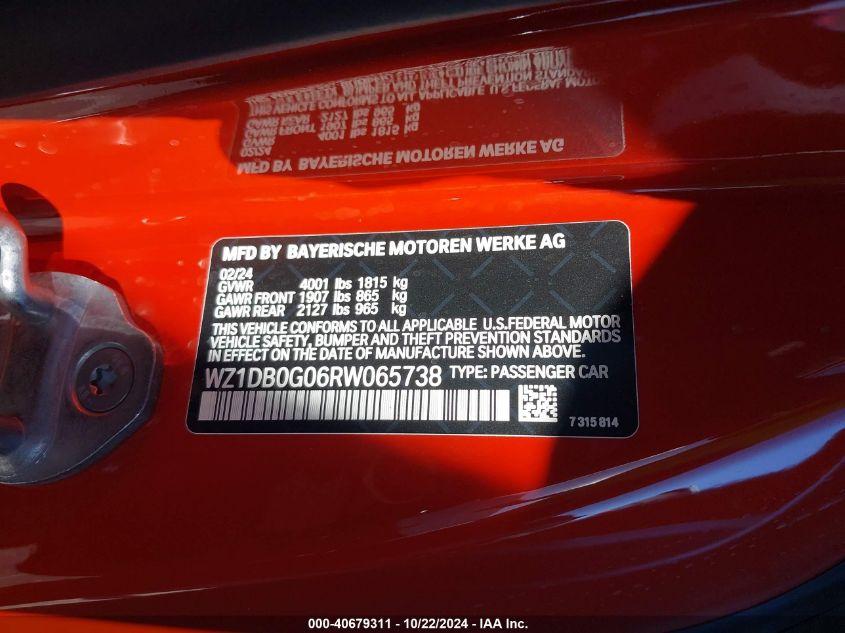 MFD BY BAYERISCHE MOTOREN WERKE AG
02/24
GVWR 4001 lbs 1815 kg
GAWR FRONT 1907 lbs 865 kg
GAWR REAR 2127 lbs 965 kg
THIS VEHICLE CONFORMS TO ALL APPLICABLE U.S.FEDERAL MOTOR
VEHICLE SAFETY, BUMPER AND THEFT PREVENTION STANDARDS
IN EFFECT ON THE DATE OF MANUFACTURE SHOWN ABOVE.
WZ1DB0G06RW065738 TYPE: PASSENGER CAR
7 315 814
000-40679311 - 10/22/2024 - IAA Inc.